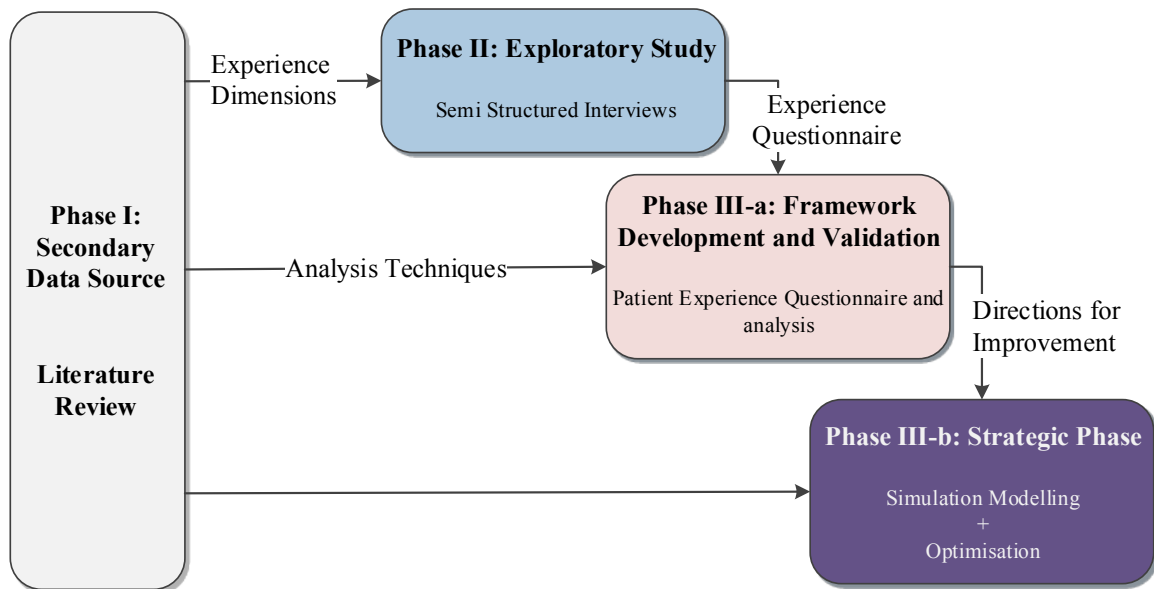 Phase I:
Secondary
Data Source
Literature
Review
Experience
Dimensions
Phase II: Exploratory Study
Semi Structured Interviews
Experience
Questionnaire
Analysis Techniques
Phase III-a: Framework
Development and Validation
Patient Experience Questionnaire and
analysis
Directions for
Improvement
Phase III-b: Strategic Phase
Simulation Modelling
+
Optimisation